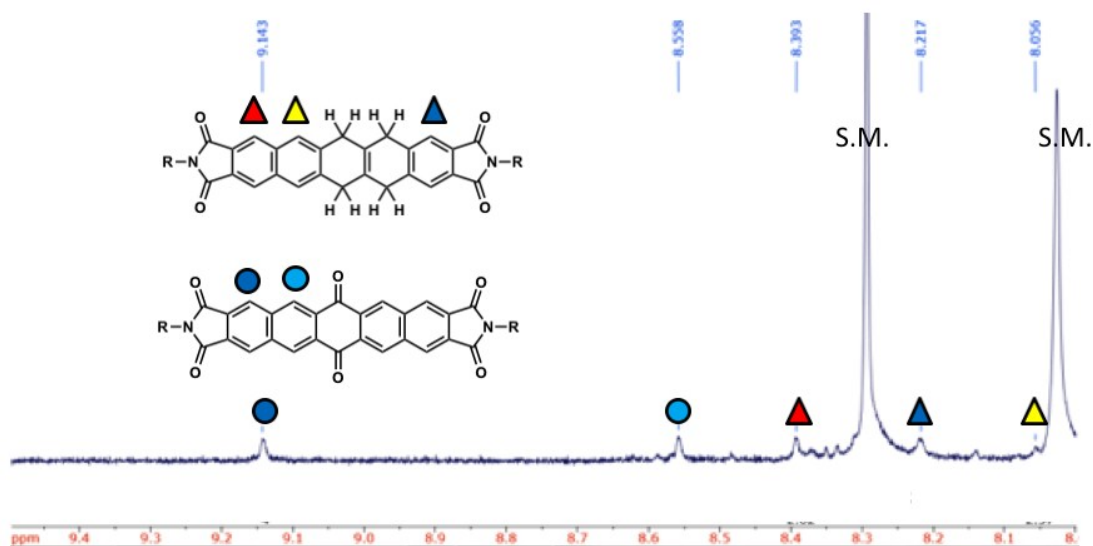 9.143 8.558 8.393 8.217 8.056
S.M. S.M.
H H H H
O O
R-N N-R
O O
H H H H
O
O O
R-N N-R
O O
O
ppm 9.4 9.3 9.2 9.1 9.0 8.9 8.8 8.7 8.6 8.5 8.4 8.3 8.2 8.1